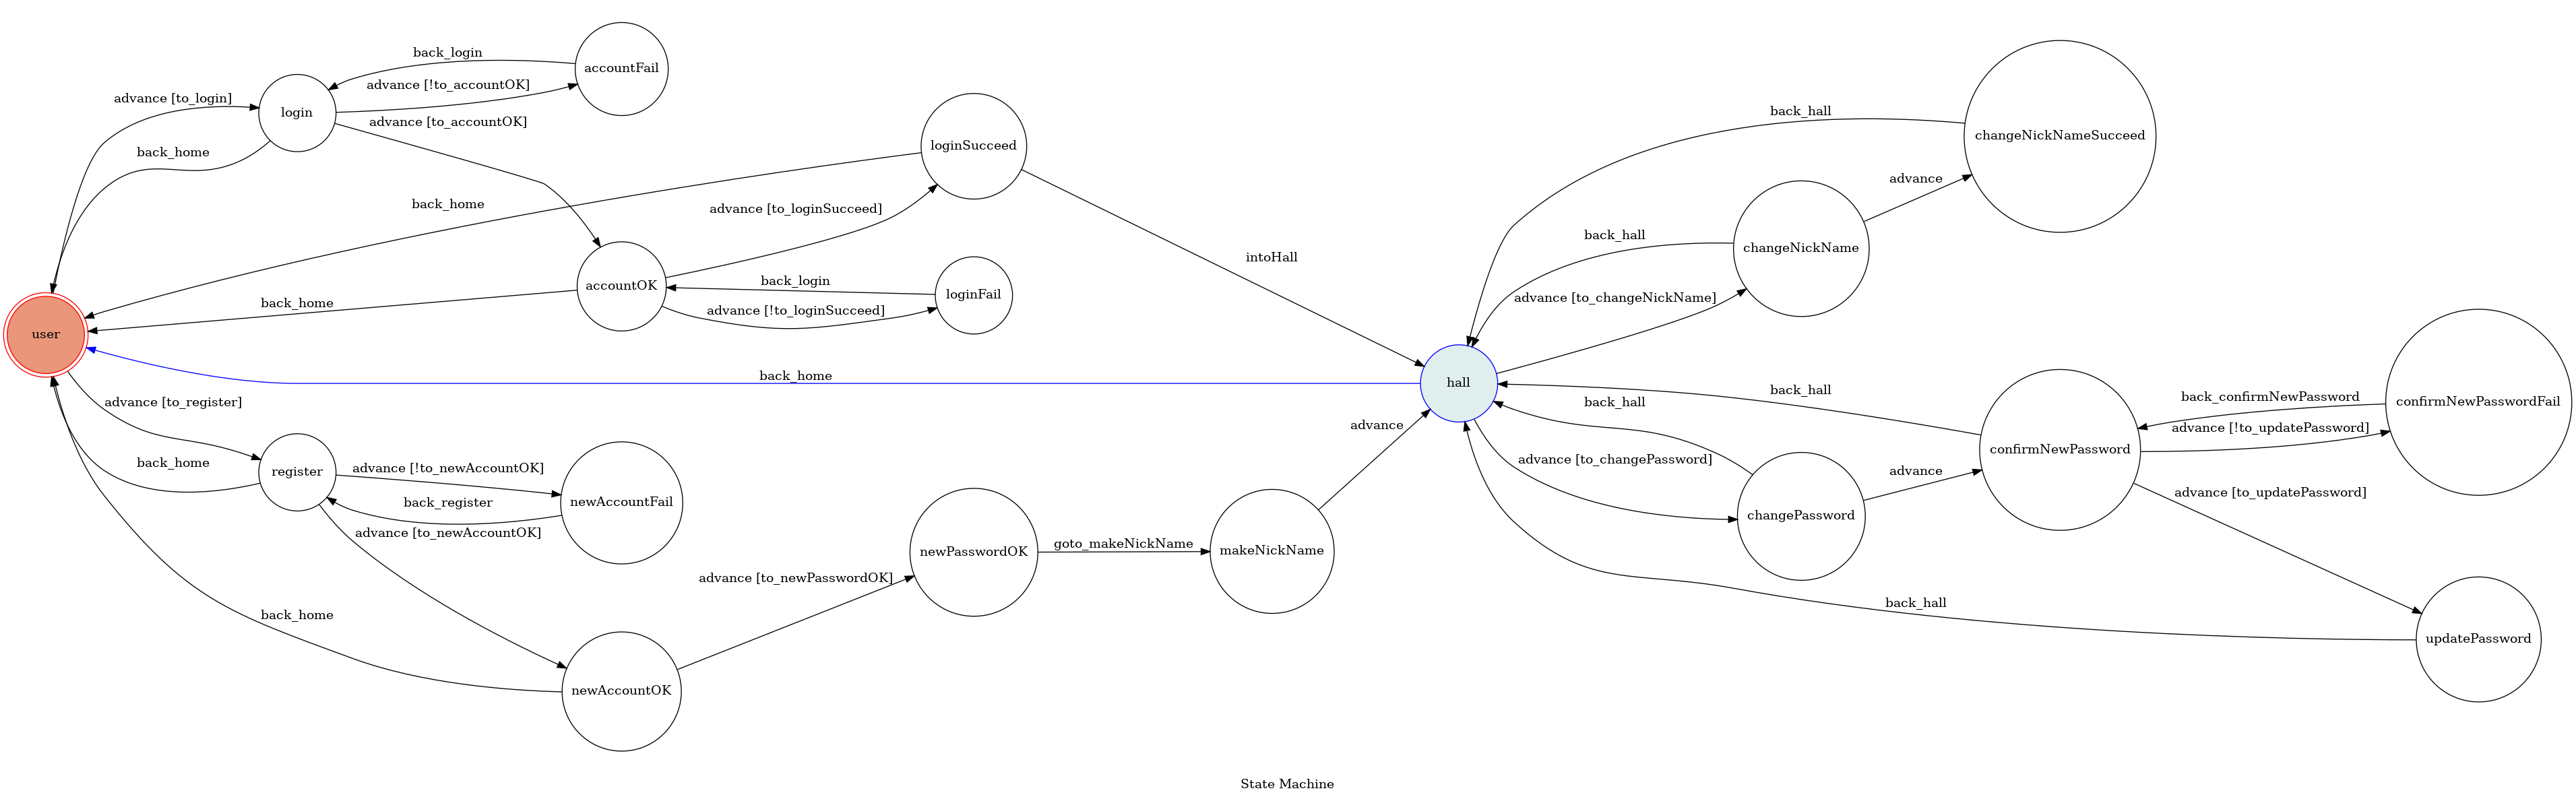 back_login
accountFail
advance [!to_accountOK]
advance [to_login]
login
advance [to_accountOK]
back_home
loginSucceed
back_home
advance [to_loginSucceed]
intoHall
back_login
accountOK
loginFail
back_home
advance [!to_loginSucceed]
user
back_home
advance [to_register]
back_home
register
advance [!to_newAccountOK]
back_register
newAccountFail
advance [to_newAccountOK]
advance [to_newPasswordOK]
newPasswordOK
goto_makeNickName
makeNickName
advance
back_home
newAccountOK
hall
back_hall
changeNickNameSucceed
advance
back_hall
changeNickName
advance [to_changeNickName]
back_hall
back_hall
advance [to_changePassword]
changePassword
advance
confirmNewPassword
back_confirmNewPassword
advance [!to_updatePassword]
confirmNewPasswordFail
advance [to_updatePassword]
back_hall
updatePassword
State Machine